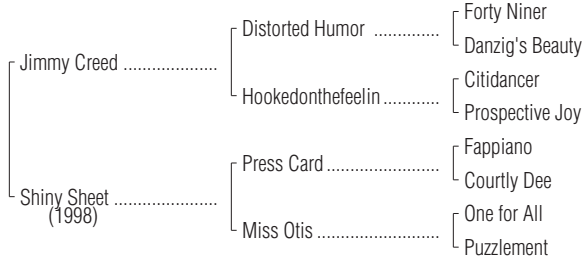 Forty Niner
Distorted Humor ..............
Danzig's Beauty
Jimmy Creed ....................
Citidancer
Hookedonthefeelin ............
Prospective Joy
Fappiano
Press Card ........................
Courtly Dee
Shiny Sheet ......................
(1998)
One for All
Miss Otis ..........................
Puzzlement